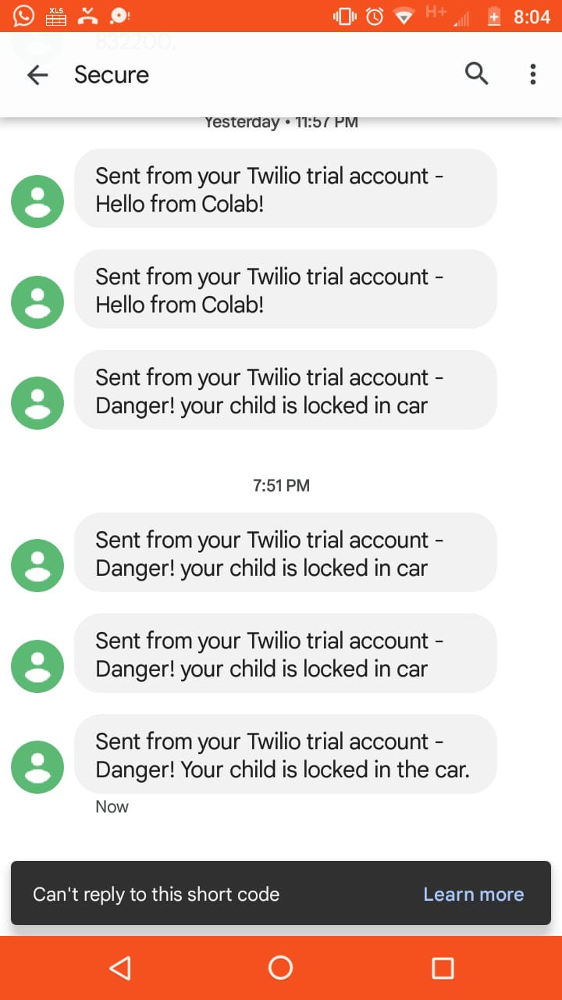 XLS
H+
8:04
832200.
Secure
Yesterday • 11:57 PM
Sent from your Twilio trial account -
Hello from Colab!
Sent from your Twilio trial account -
Hello from Colab!
Sent from your Twilio trial account -
Danger! your child is locked in car
7:51 PM
Sent from your Twilio trial account -
Danger! your child is locked in car
Sent from your Twilio trial account -
Danger! your child is locked in car
Sent from your Twilio trial account -
Danger! Your child is locked in the car.
Now
Can't reply to this short code
Learn more